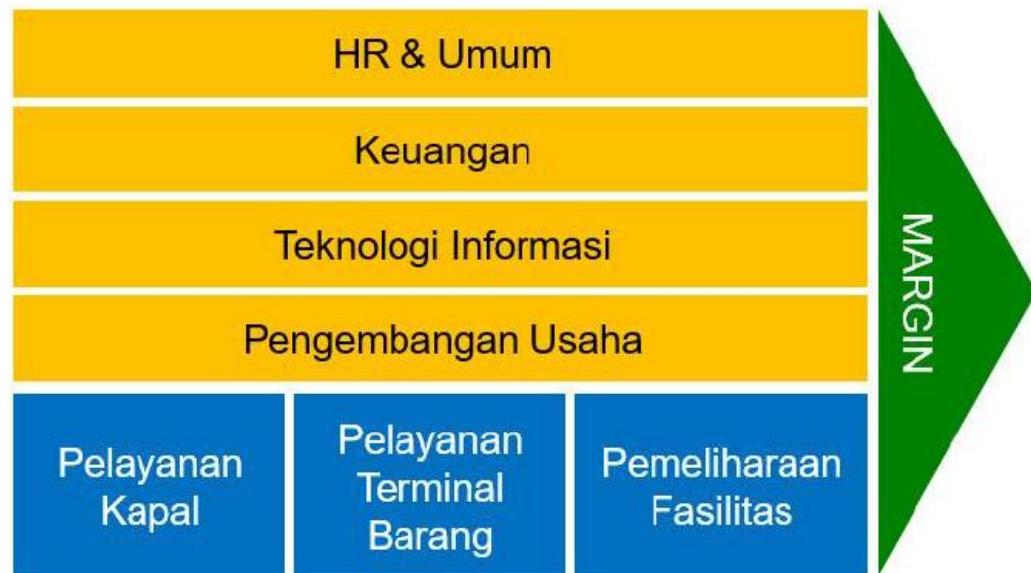 HR & Umum
Keuangan
Teknologi Informasi
Pengembangan Usaha
Pelayanan
Kapal
Pelayanan
Terminal
Barang
Pemeliharaan
Fasilitas
MARGIN